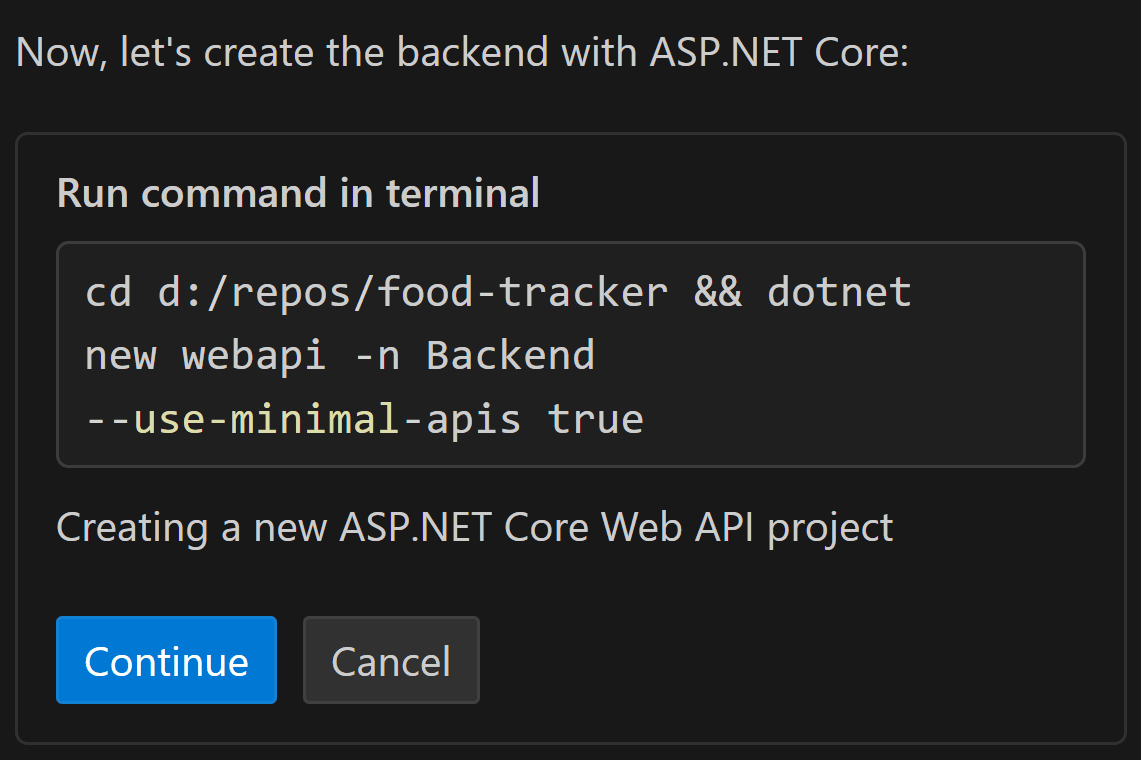 Now, let's create the backend with ASP.NET Core:
Run command in terminal
cd d:/repos/food-tracker && dotnet
new webapi -n Backend
--use-minimal-apis true
Creating a new ASP.NET Core Web API project
Continue
Cancel